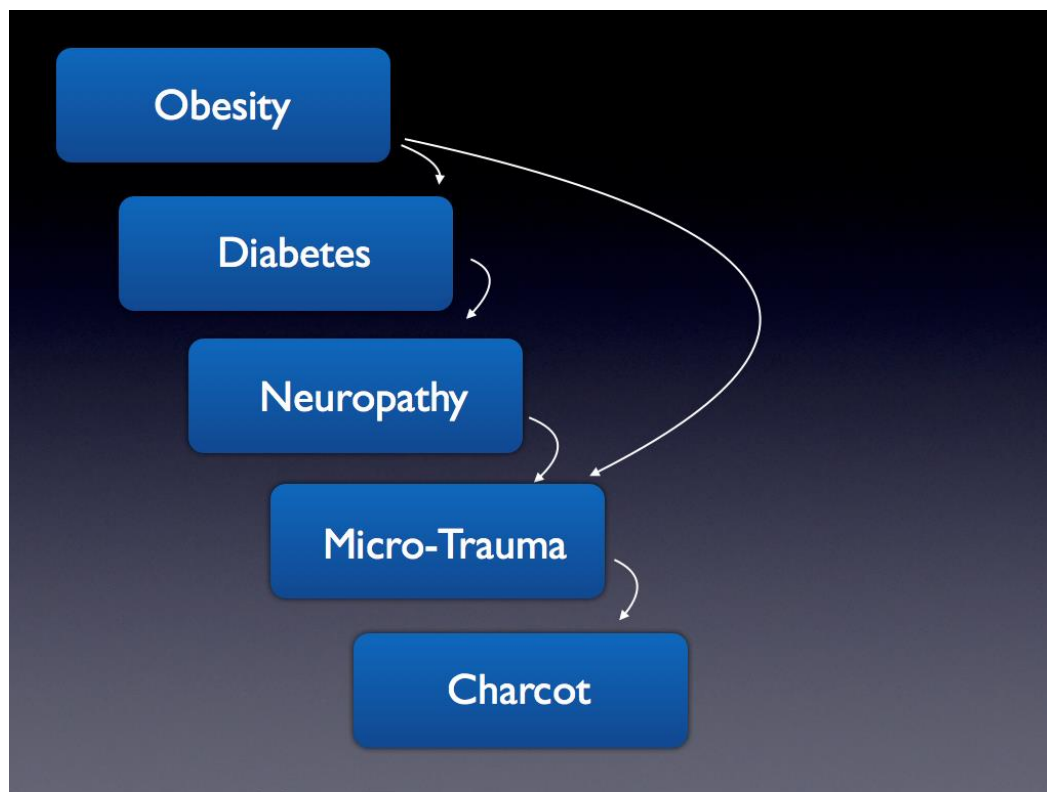 Obesity
Diabetes
Neuropathy
Micro-Trauma
Charcot